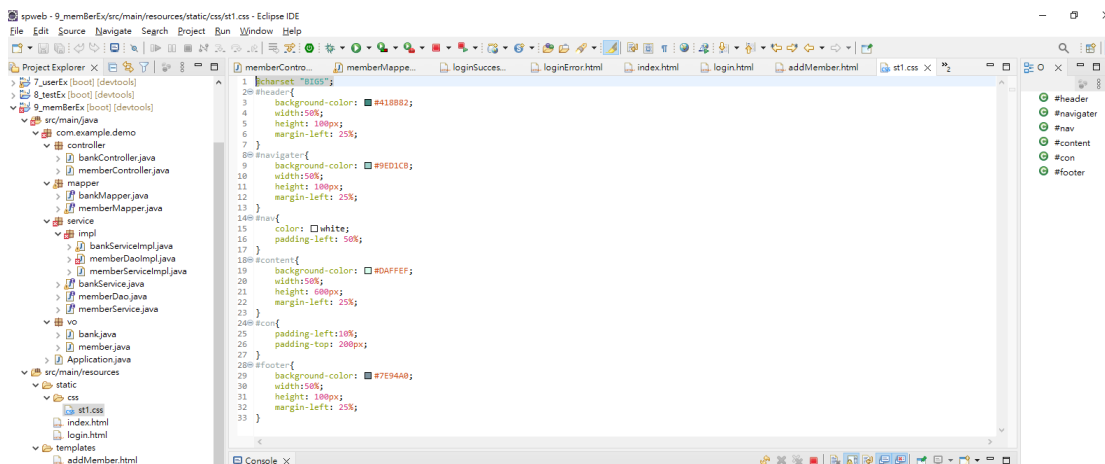 spweb - 9_memBerEx/src/main/resources/static/css/st1.css - Eclipse IDE
File Edit Source Navigate Search Project Run Window Help
Project Explorer
memberContro...
memberMappe...
loginSucces...
loginError.html
index.html
login.html
addMember.html
st1.css
»2
7_userEx [boot] [devtools]
8_testEx [boot] [devtools]
9_memBerEx [boot] [devtools]
src/main/java
com.example.demo
controller
bankController.java
memberController.java
mapper
bankMapper.java
memberMapper.java
service
impl
bankServiceImpl.java
memberDaoImpl.java
memberServiceImpl.java
bankService.java
memberDao.java
memberService.java
vo
bank.java
member.java
Application.java
src/main/resources
static
css
st1.css
index.html
login.html
templates
addMember.html
1 @charset "BIG5";
2 #header{
3 background-color: #418B82;
4 width:50%;
5 height: 100px;
6 margin-left: 25%;
7 }
8 #navigater{
9 background-color: #9ED1CB;
10 width:50%;
11 height: 100px;
12 margin-left: 25%;
13 }
14 #nav{
15 color: white;
16 padding-left: 50%;
17 }
18 #content{
19 background-color: #DAFFEF;
20 width:50%;
21 height: 600px;
22 margin-left: 25%;
23 }
24 #con{
25 padding-left:10%;
26 padding-top: 200px;
27 }
28 #footer{
29 background-color: #7E94A0;
30 width:50%;
31 height: 100px;
32 margin-left: 25%;
33 }
Console
O
#header
#navigater
#nav
#content
#con
#footer